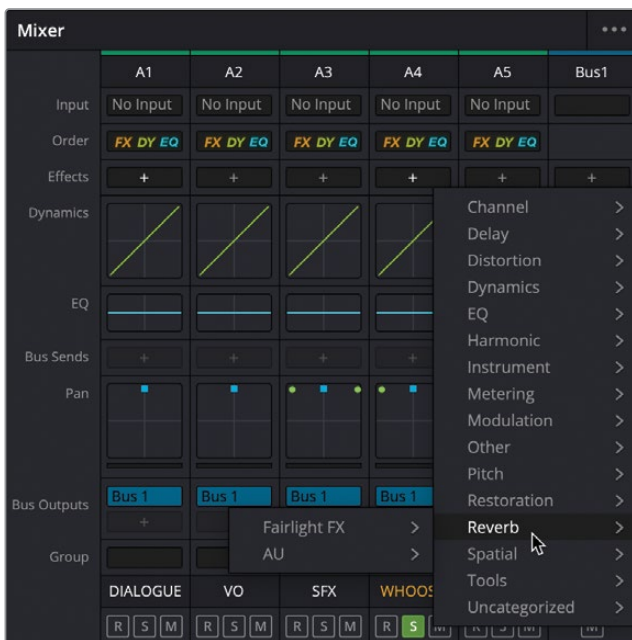 Mixer
A1 A2 A3 A4 A5 Bus1
Input No Input No Input No Input No Input No Input
Order FX DY EQ FX DY EQ FX DY EQ FX DY EQ FX DY EQ
Effects + + + + + +
Dynamics
EQ
Bus Sends + + + +
Pan
Bus Outputs Bus 1 Bus 1 Bus 1 Bus 1
+
Group
DIALOGUE VO SFX WHOOS
R S M R S M R S M R S M R S M M
Channel >
Delay >
Distortion >
Dynamics >
EQ >
Harmonic >
Instrument >
Metering >
Modulation >
Other >
Pitch >
Restoration >
Reverb >
Spatial >
Tools >
Uncategorized >
Fairlight FX >
AU >